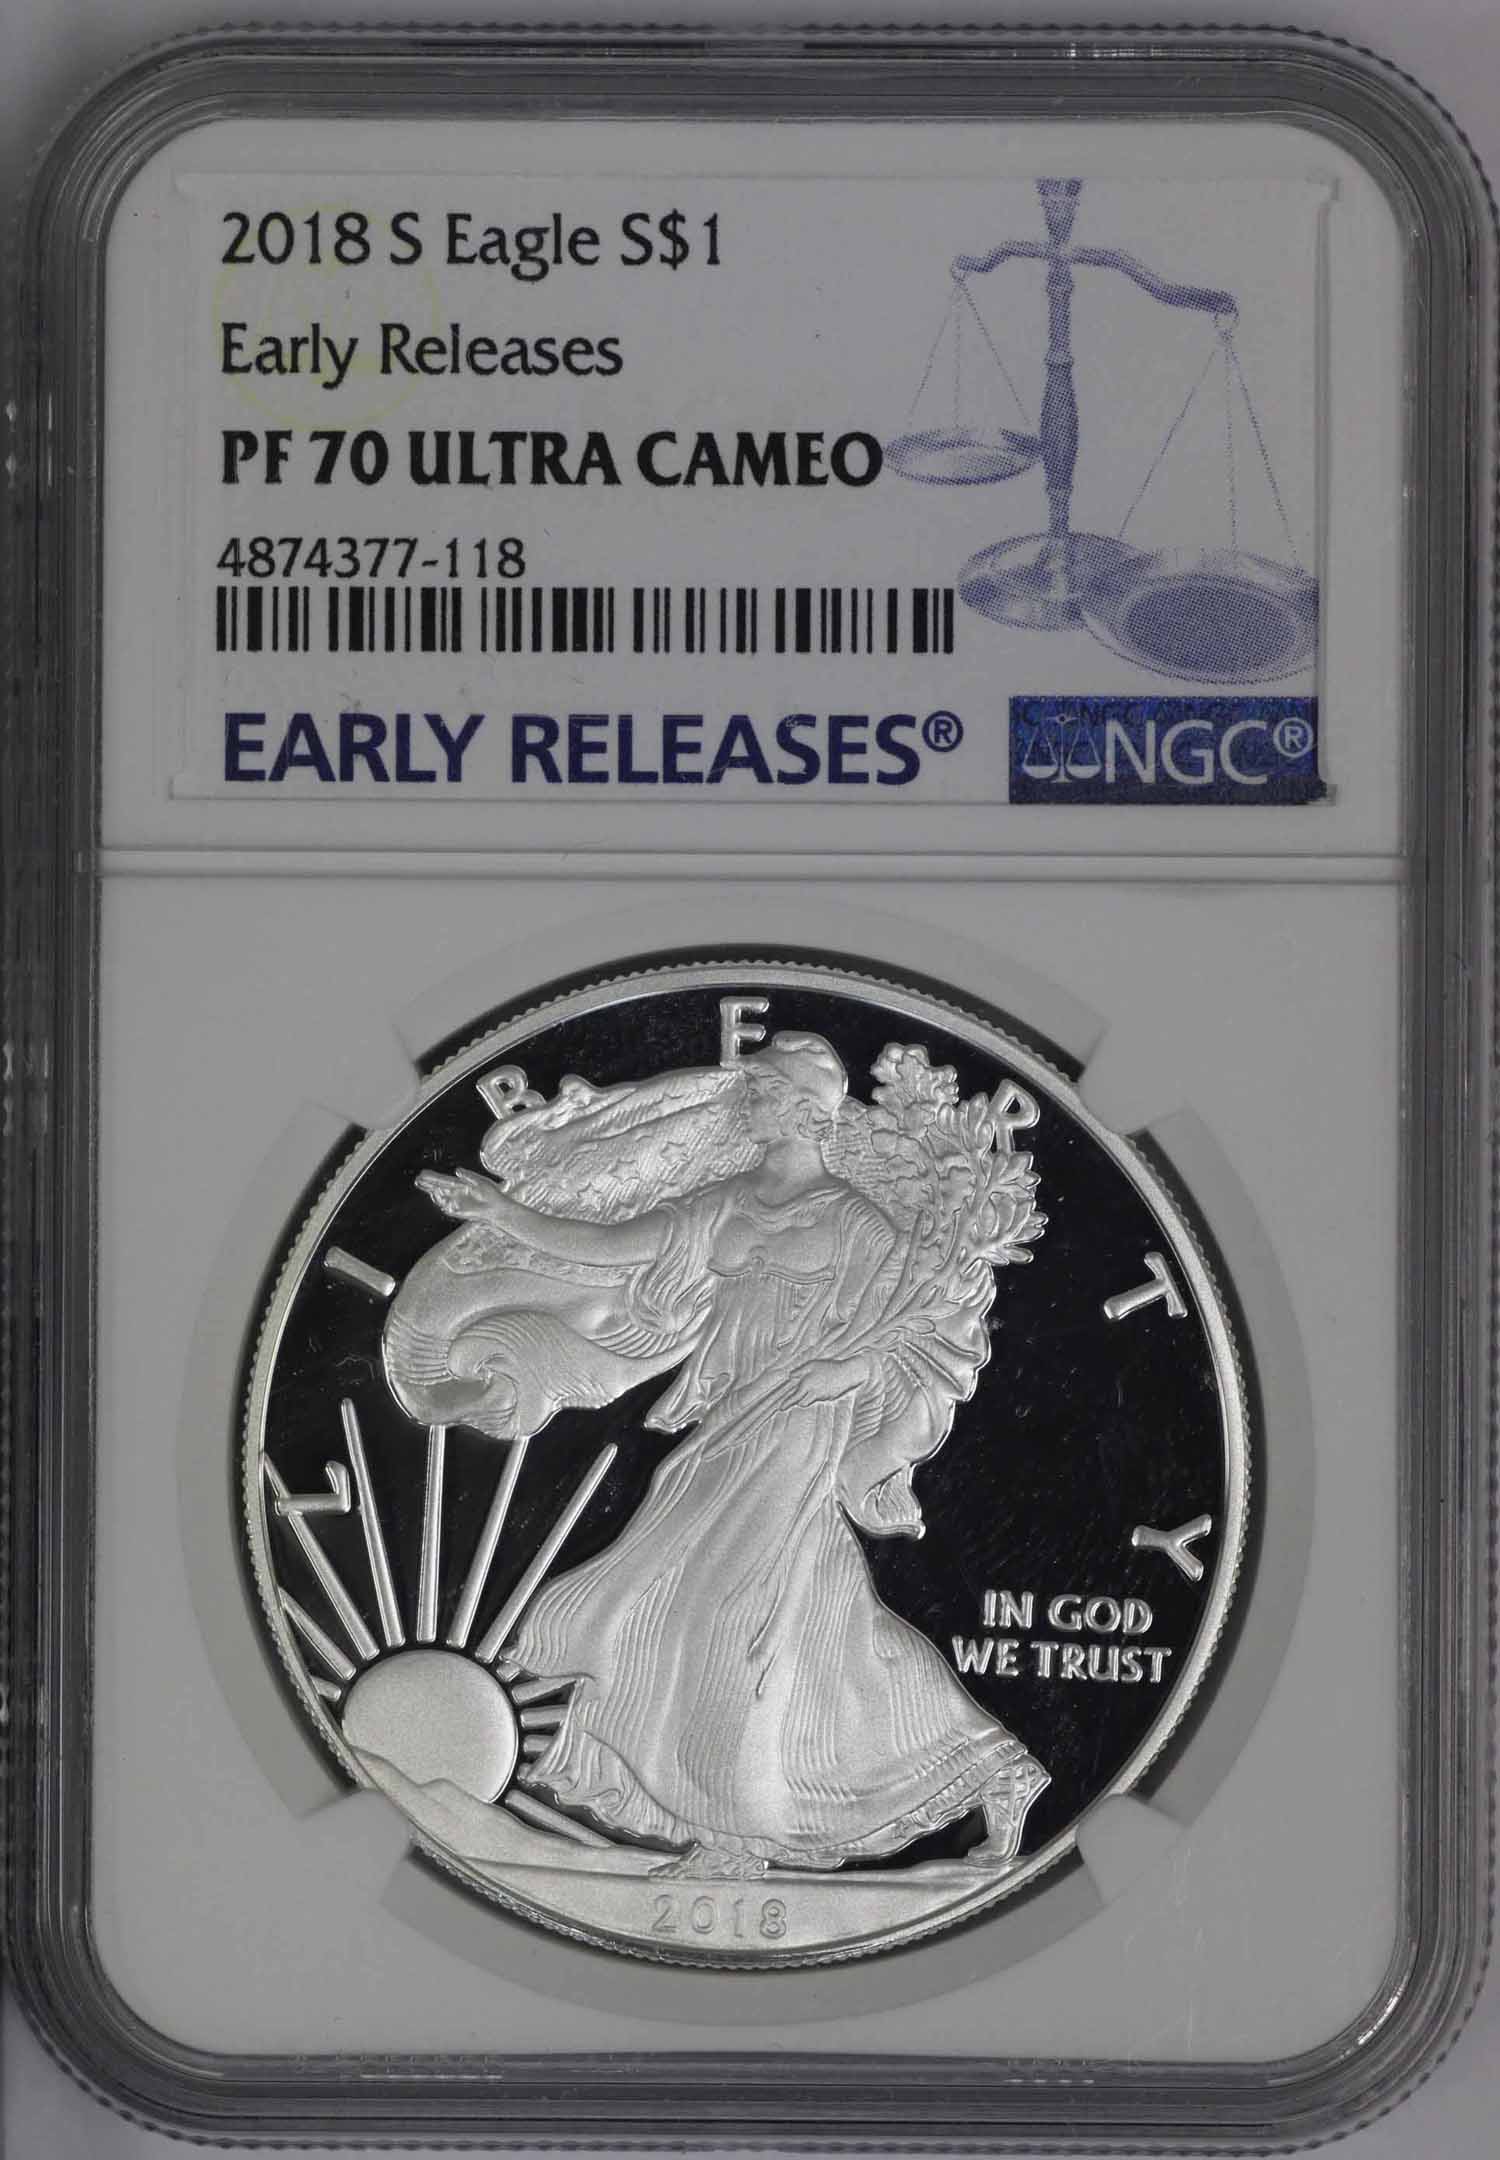 2018 S Eagle S$1
Early Releases
PF 70 ULTRA CAMEO
4874377-118
EARLY RELEASES®
NGC®
LIBERTY
IN GOD
WE TRUST
2018